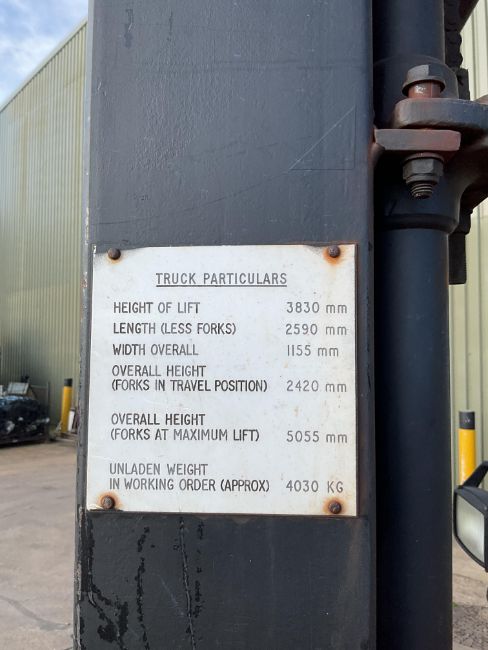 TRUCK PARTICULARS
HEIGHT OF LIFT 3830 mm
LENGTH (LESS FORKS) 2590 mm
WIDTH OVERALL 1155 mm
OVERALL HEIGHT
(FORKS IN TRAVEL POSITION) 2420 mm
OVERALL HEIGHT
(FORKS AT MAXIMUM LIFT) 5055 mm
UNLADEN WEIGHT
IN WORKING ORDER (APPROX) 4030 KG